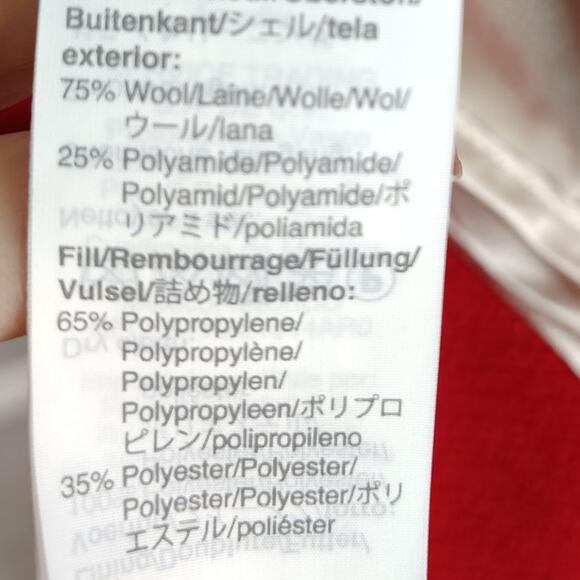 Buitenkant/シェル/tela
exterior:
75% Wool/Laine/Wolle/Wol/
ウール/lana
25% Polyamide/Polyamide/
Polyamid/Polyamide/ポ
リアミド/poliamida
Fill/Rembourrage/Füllung/
Vulsel/詰め物/relleno:
65% Polypropylene/
Polypropylène/
Polypropylen/
Polypropyleen/ポリプロ
ピレン/polipropileno
35% Polyester/Polyester/
Polyester/Polyester/ポリ
エステル/poliéster